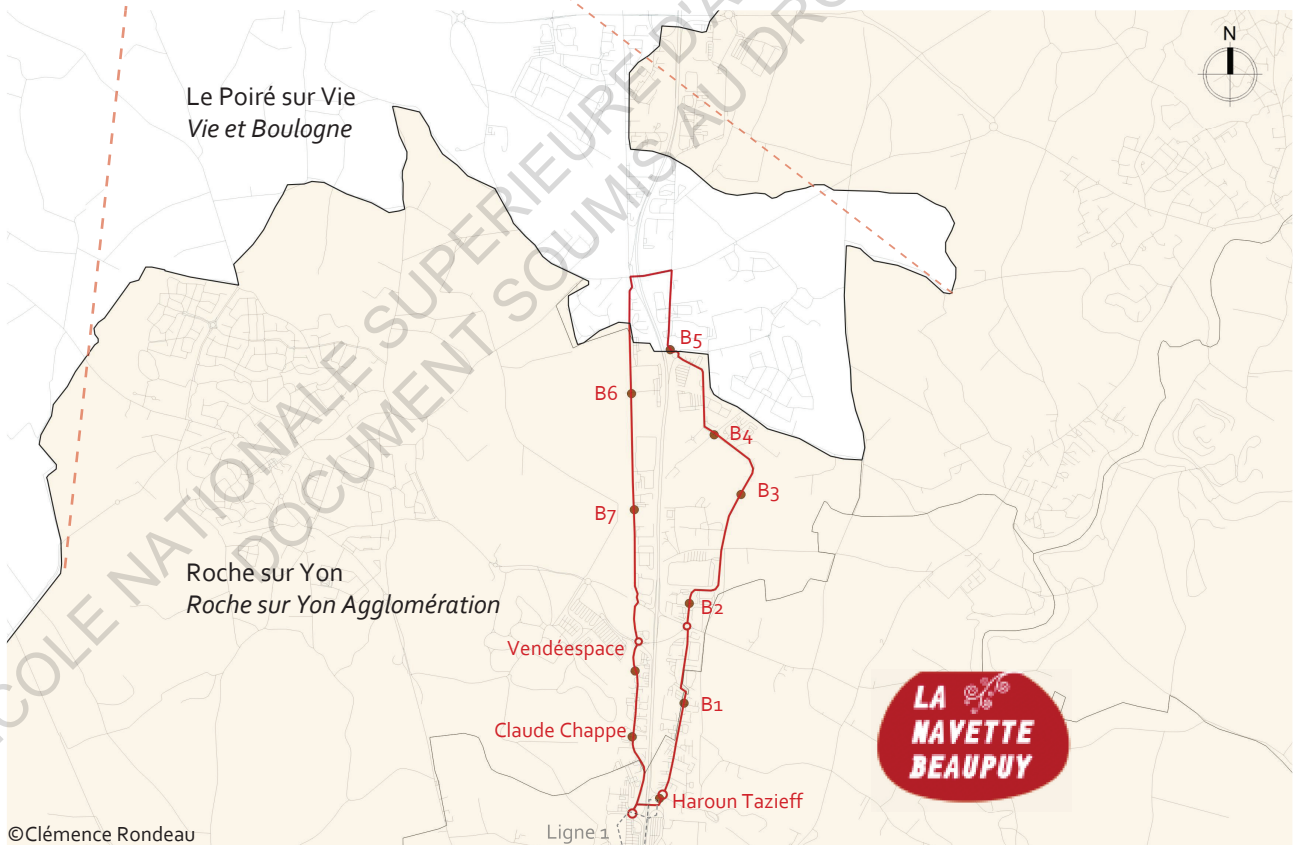 N
Le Poiré sur Vie
Vie et Boulogne
ECOLE NATIONALE SUPERIEURE D'A
DOCUMENT SOUMIS AU DRO
B5
B6
B4
B3
B7
Roche sur Yon
Roche sur Yon Agglomération
B2
Vendéespace
B1
Claude Chappe
LA
NAVETTE
BEAUPUY
Haroun Tazieff
Ligne 1
©Clémence Rondeau